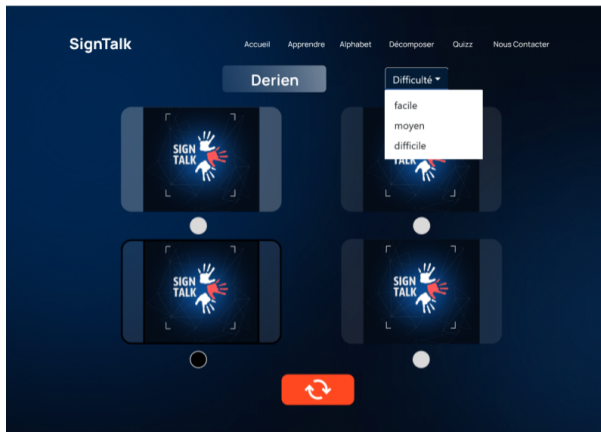 SignTalk
Accueil Apprendre Alphabet Décomposer Quizz Nous Contacter
Derien
Difficulté
facile
moyen
difficile
SIGN
TALK
TALK
SIGN
TALK
SIGN
TALK